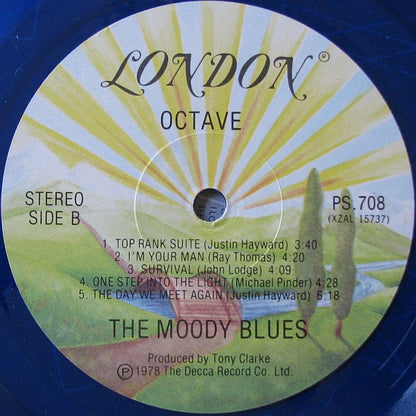 LONDON®
OCTAVE
STEREO
SIDE B
PS.708
(XZAL 15737)
1. TOP RANK SUITE (Justin Hayward) 3:40
2. I'M YOUR MAN (Ray Thomas) 4:20
3. SURVIVAL (John Lodge) 4:09
4. ONE STEP INTO THE LIGHT (Michael Pinder) 4:28
5. THE DAY WE MEET AGAIN (Justin Hayward) 6:18
THE MOODY BLUES
Produced by Tony Clarke
Ⓟ 1978 The Decca Record Co. Ltd.